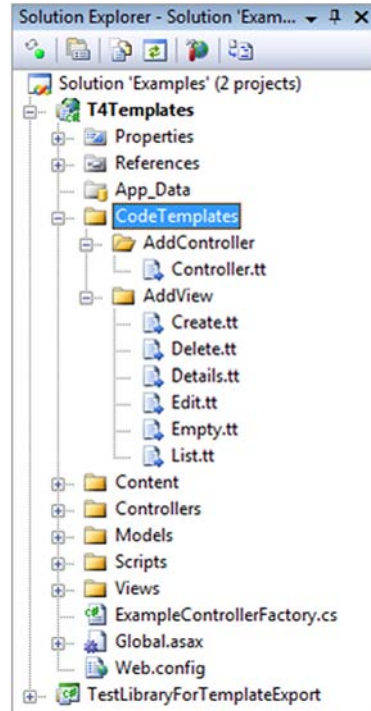 Solution Explorer - Solution 'Exam...
Solution 'Examples' (2 projects)
T4Templates
Properties
References
App_Data
CodeTemplates
AddController
Controller.tt
AddView
Create.tt
Delete.tt
Details.tt
Edit.tt
Empty.tt
List.tt
Content
Controllers
Models
Scripts
Views
ExampleControllerFactory.cs
Global.asax
Web.config
TestLibraryForTemplateExport